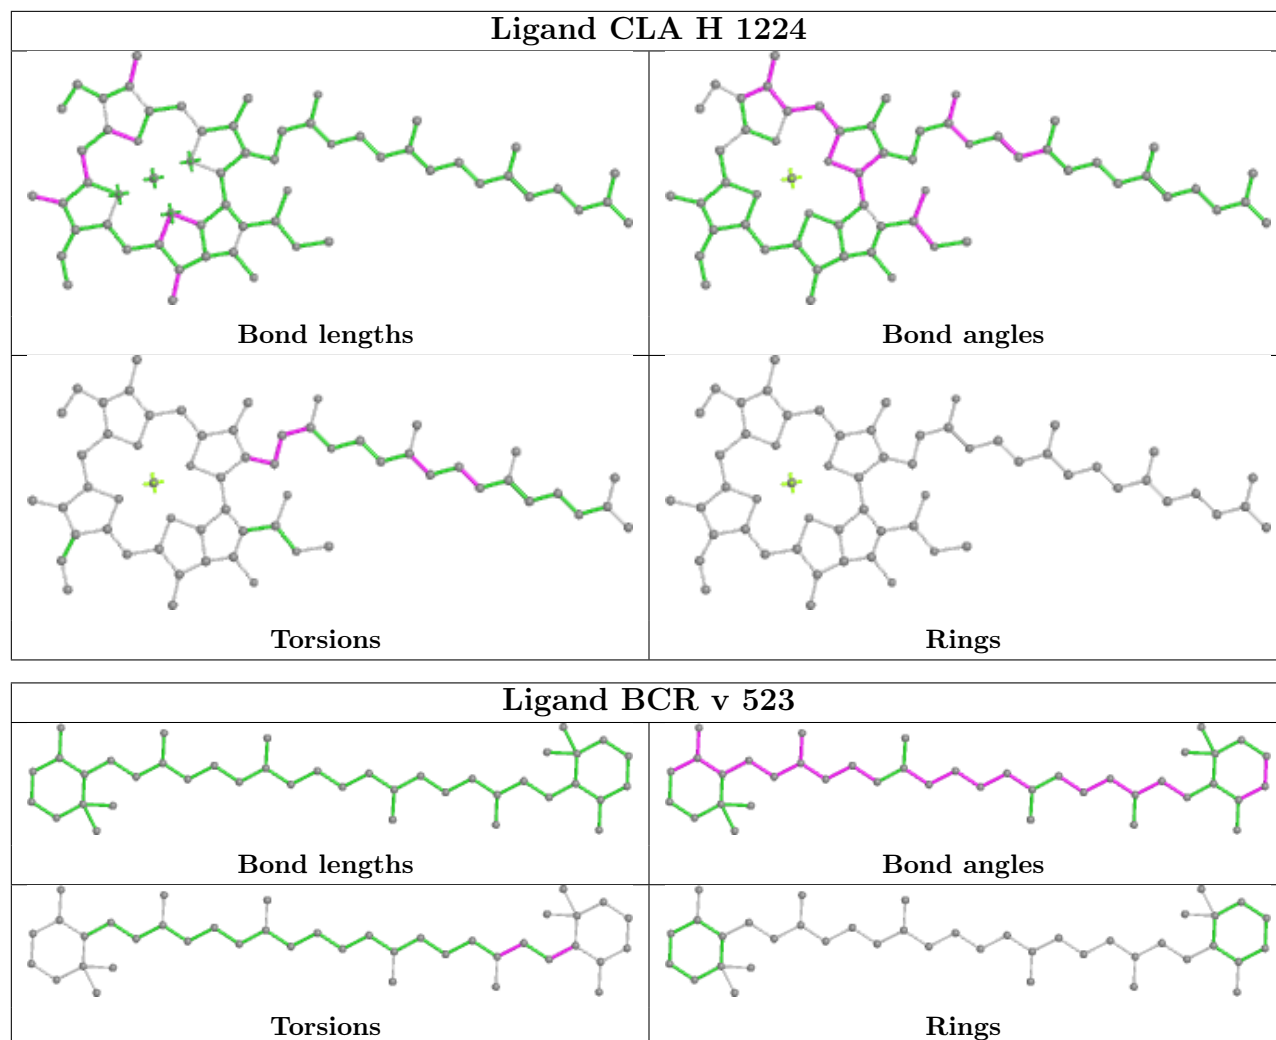 Ligand CLA H 1224
Bond lengths
Bond angles
Torsions
Rings
Ligand BCR v 523
Bond lengths
Bond angles
Torsions
Rings